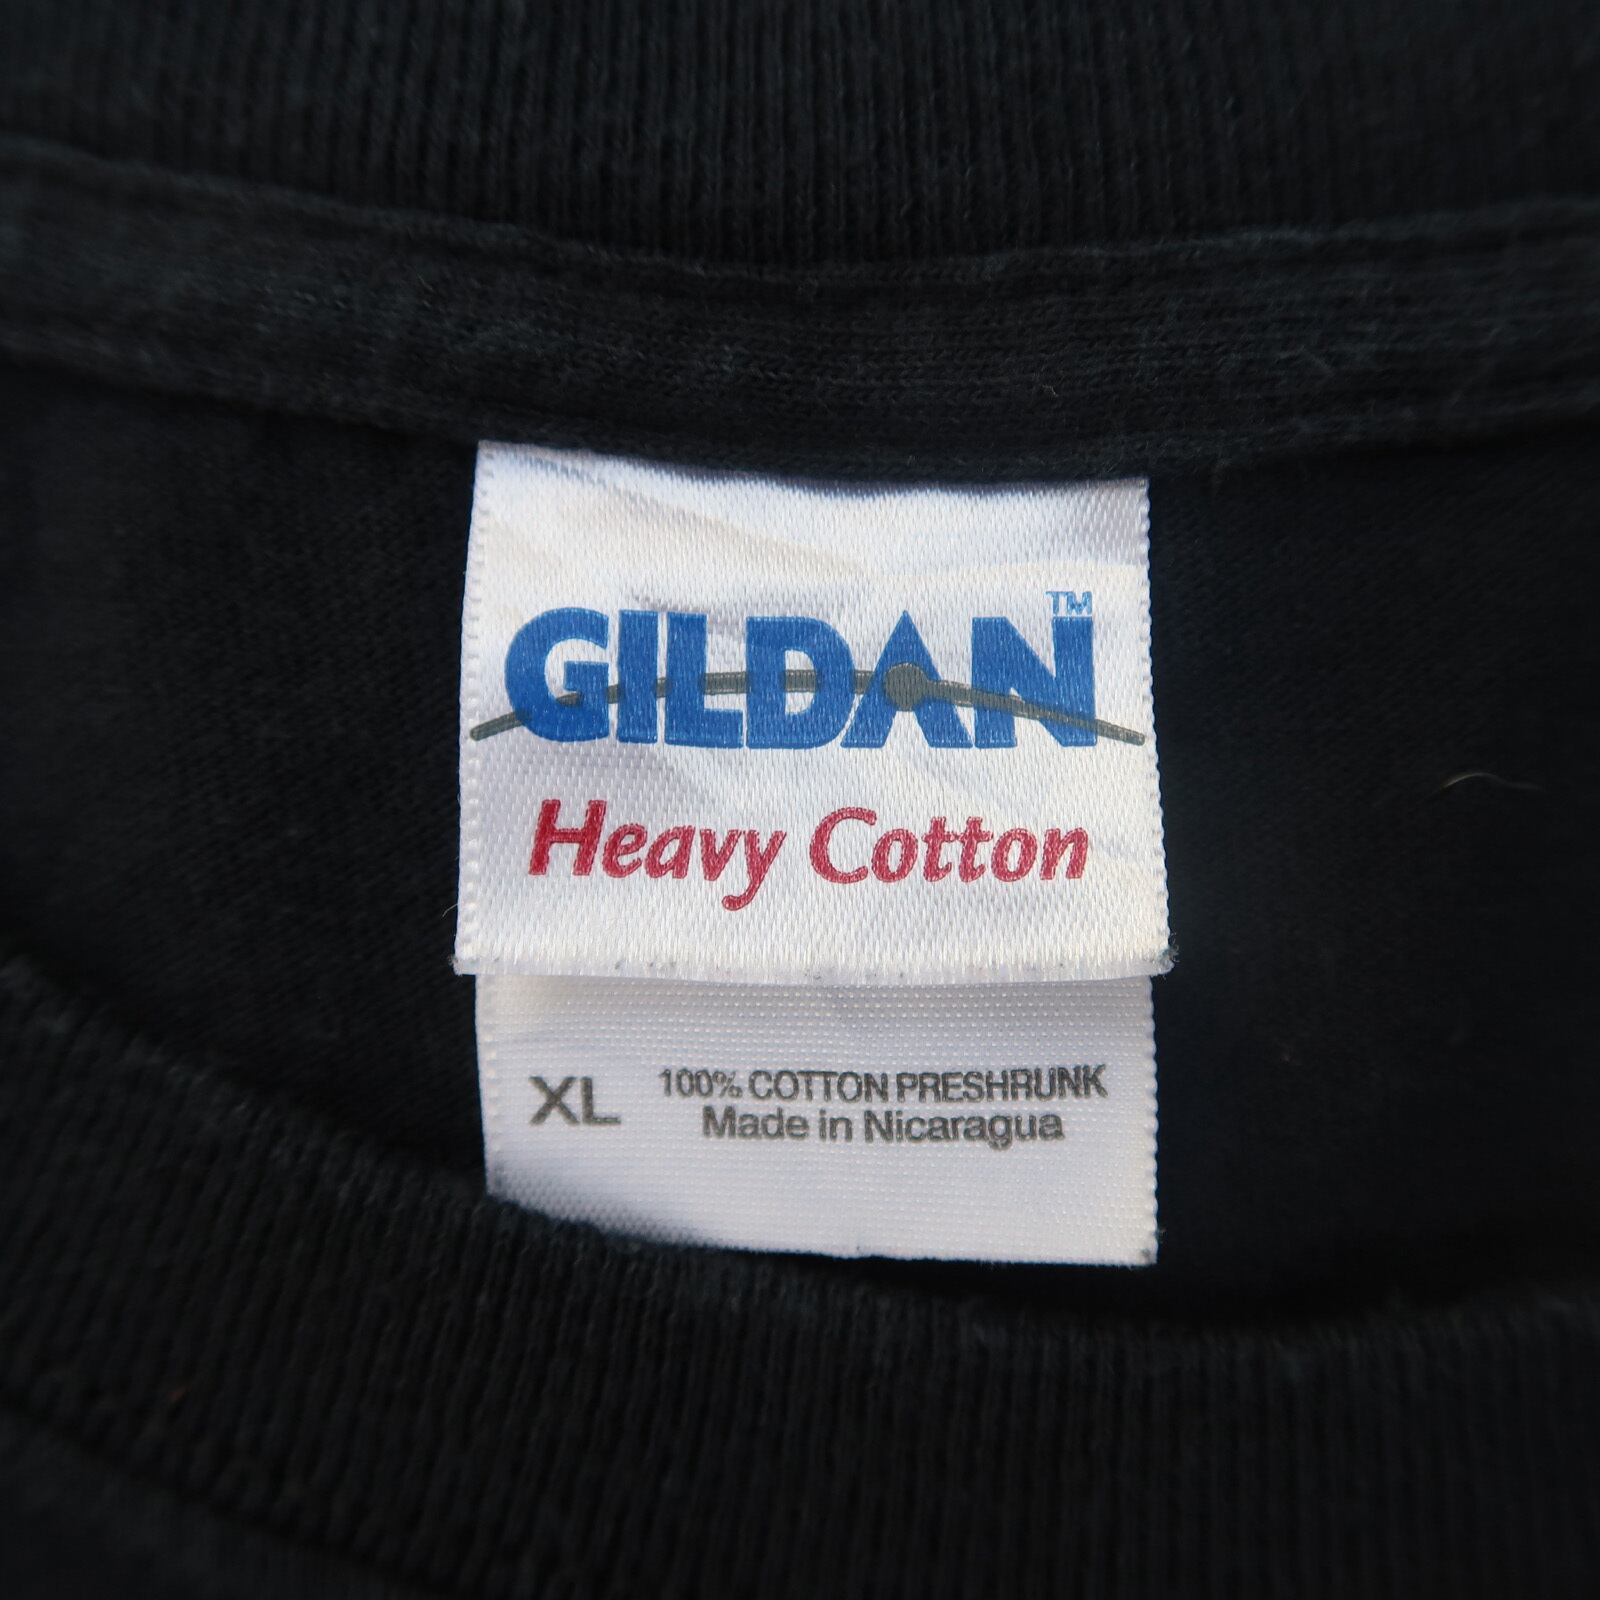 GILDAN™
Heavy Cotton
XL
100% COTTON PRESHRUNK
Made in Nicaragua